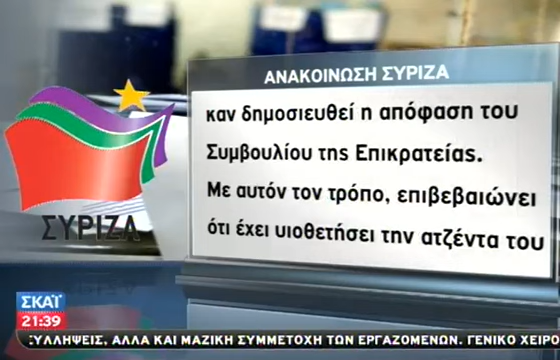 ΑΝΑΚΟΙΝΩΣΗ ΣΥΡΙΖΑ
καν δημοσιευθεί η απόφαση του
Συμβουλίου της Επικρατείας.
Με αυτόν τον τρόπο, επιβεβαιώνει
ότι έχει υιοθετήσει την ατζέντα του
ΣΥΡΙΖΑ
ΣΚΑΪ
21:39
ΣΥΛΛΗΨΕΙΣ, ΑΛΛΑ ΚΑΙ ΜΑΖΙΚΗ ΣΥΜΜΕΤΟΧΗ ΤΩΝ ΕΡΓΑΖΟΜΕΝΩΝ. ΓΕΝΙΚΟ ΧΕΙΡΟ